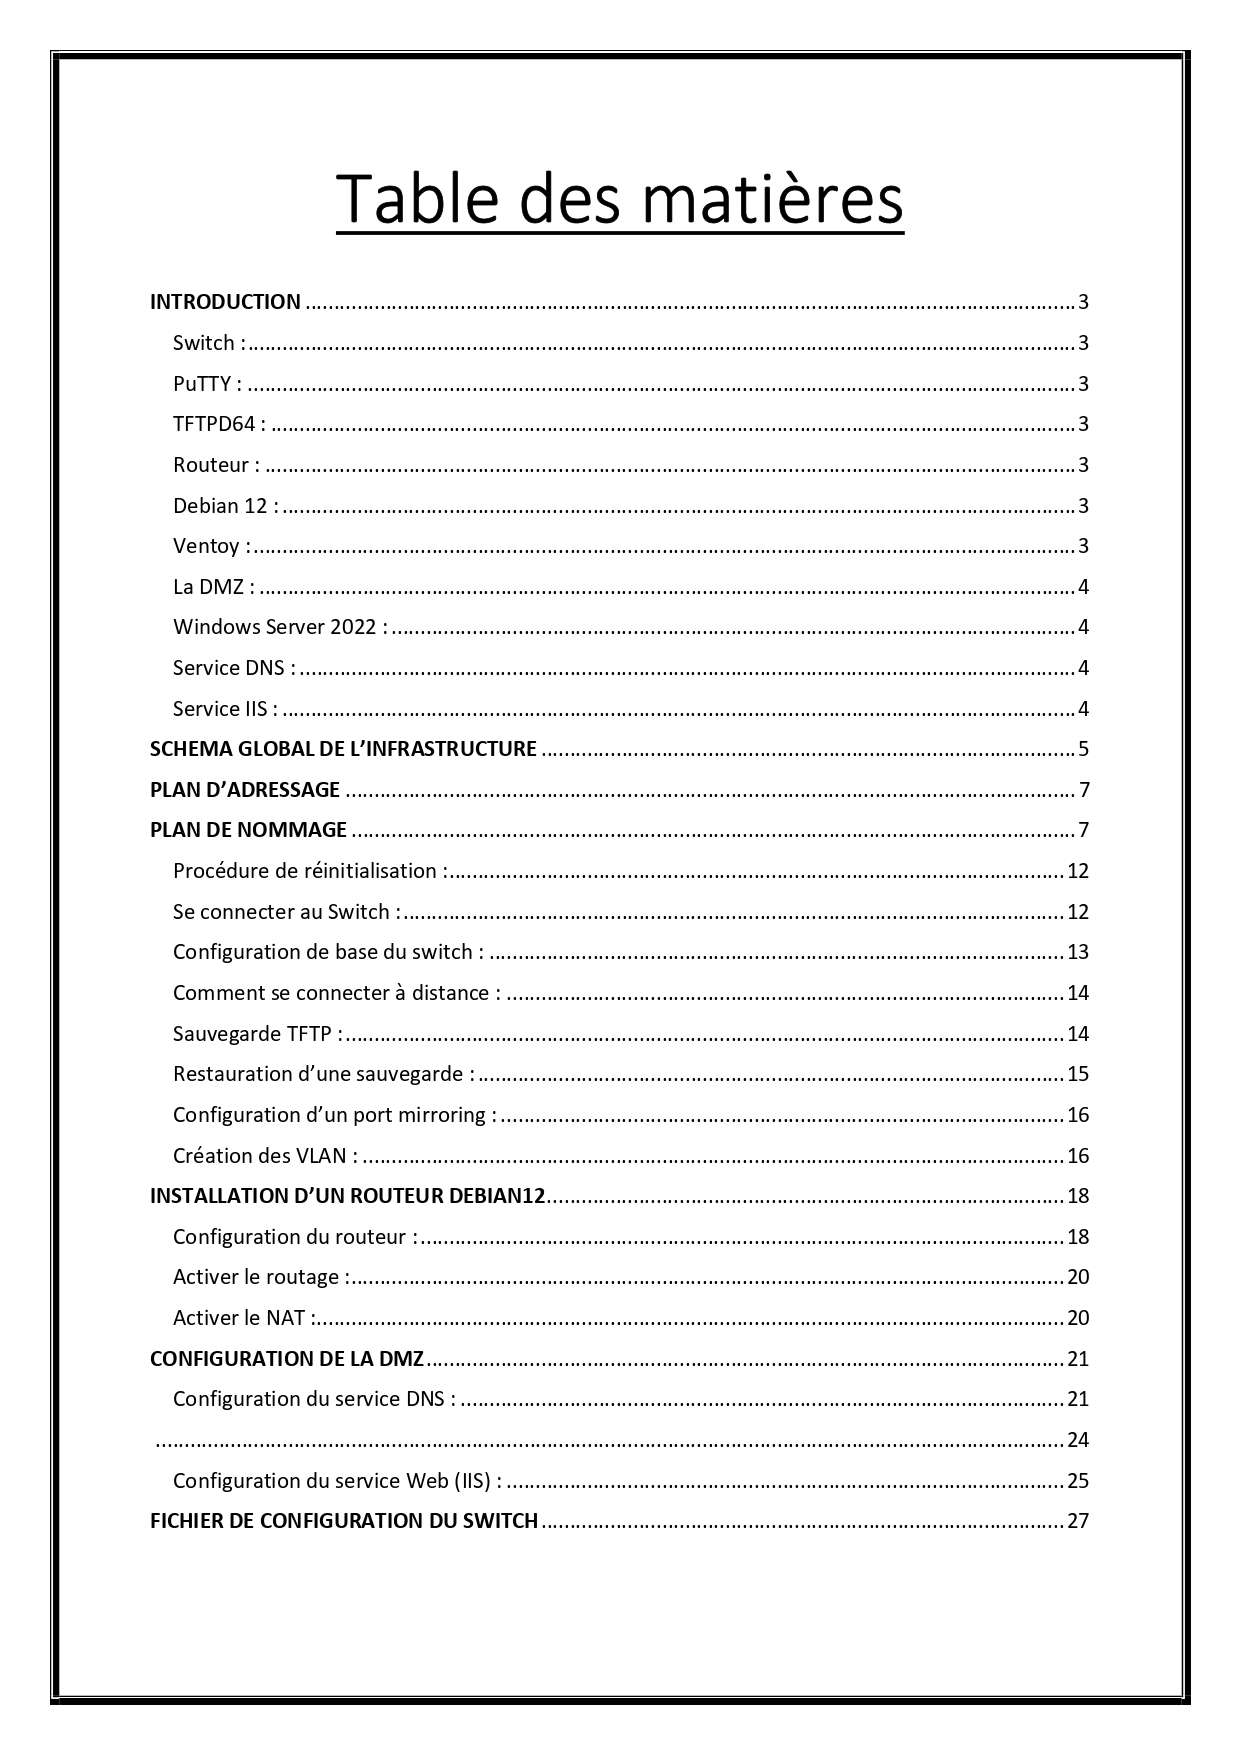 Table des matières
INTRODUCTION ........ 3
Switch : ........ 3
PuTTY : ........ 3
TFTPD64 : ........ 3
Routeur : ........ 3
Debian 12 : ........ 3
Ventoy : ........ 3
La DMZ : ........ 4
Windows Server 2022 : ........ 4
Service DNS : ........ 4
Service IIS : ........ 4
SCHEMA GLOBAL DE L’INFRASTRUCTURE ........ 5
PLAN D’ADRESSAGE ........ 7
PLAN DE NOMMAGE ........ 7
Procédure de réinitialisation : ........ 12
Se connecter au Switch : ........ 12
Configuration de base du switch : ........ 13
Comment se connecter à distance : ........ 14
Sauvegarde TFTP : ........ 14
Restauration d’une sauvegarde : ........ 15
Configuration d’un port mirroring : ........ 16
Création des VLAN : ........ 16
INSTALLATION D’UN ROUTEUR DEBIAN12 ........ 18
Configuration du routeur : ........ 18
Activer le routage : ........ 20
Activer le NAT : ........ 20
CONFIGURATION DE LA DMZ ........ 21
Configuration du service DNS : ........ 21
........ 24
Configuration du service Web (IIS) : ........ 25
FICHIER DE CONFIGURATION DU SWITCH ........ 27